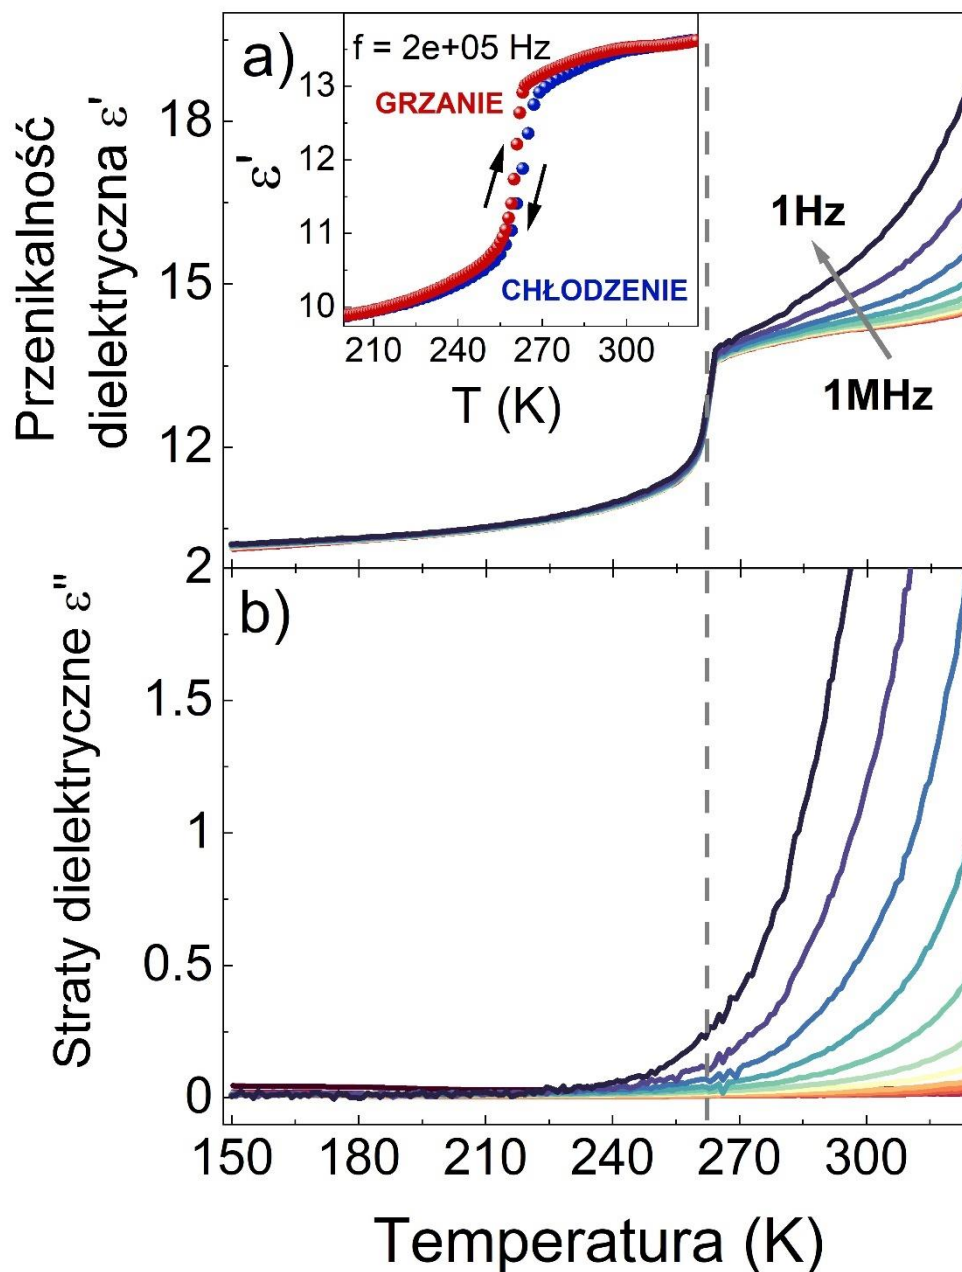 a)
f = 2e+05 Hz
GRZANIE
CHŁODZENIE
ε'
13
12
11
10
210 240 270 300
T (K)
Przenikalność
dielektryczna ε'
18
15
12
1Hz
1MHz
b)
Straty dielektryczne ε''
2
1.5
1
0.5
0
150 180 210 240 270 300
Temperatura (K)